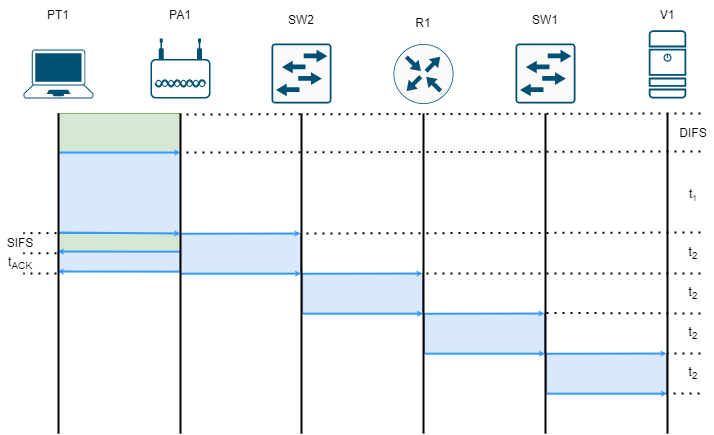 PT1 PA1 SW2 R1 SW1 V1
DIFS
t1
SIFS
t2
tACK
t2
t2
t2